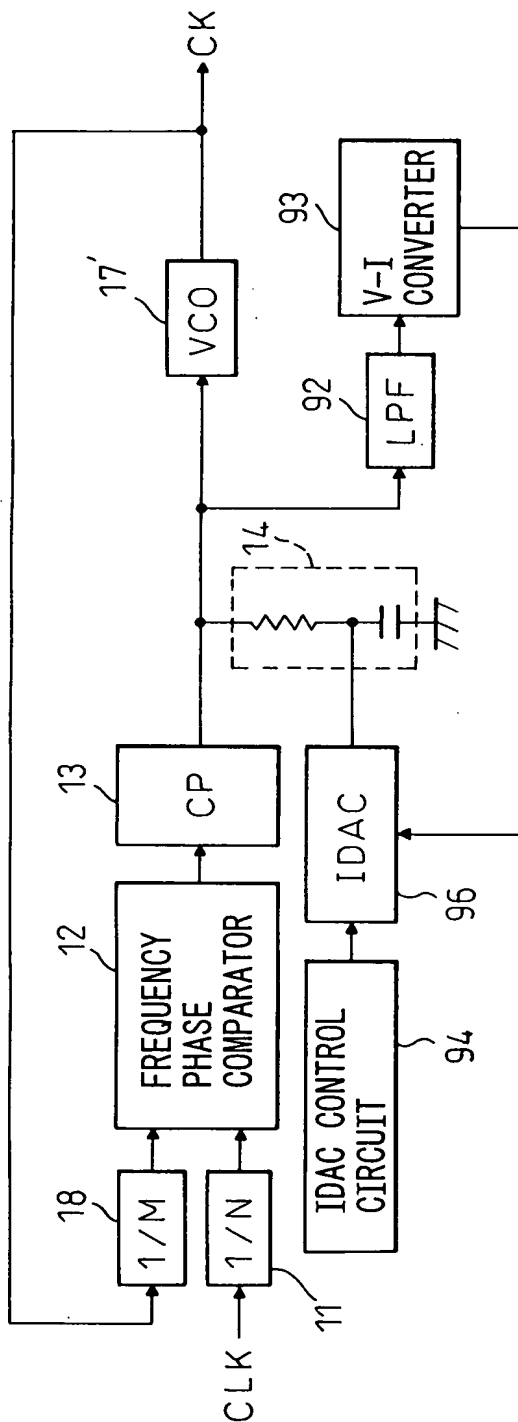 CLK
11
1/N
18
1/M
12
FREQUENCY
PHASE
COMPARATOR
13
CP
14
17'
VCO
CK
92
LPF
93
V-I
CONVERTER
94
IDAC CONTROL
CIRCUIT
96
IDAC